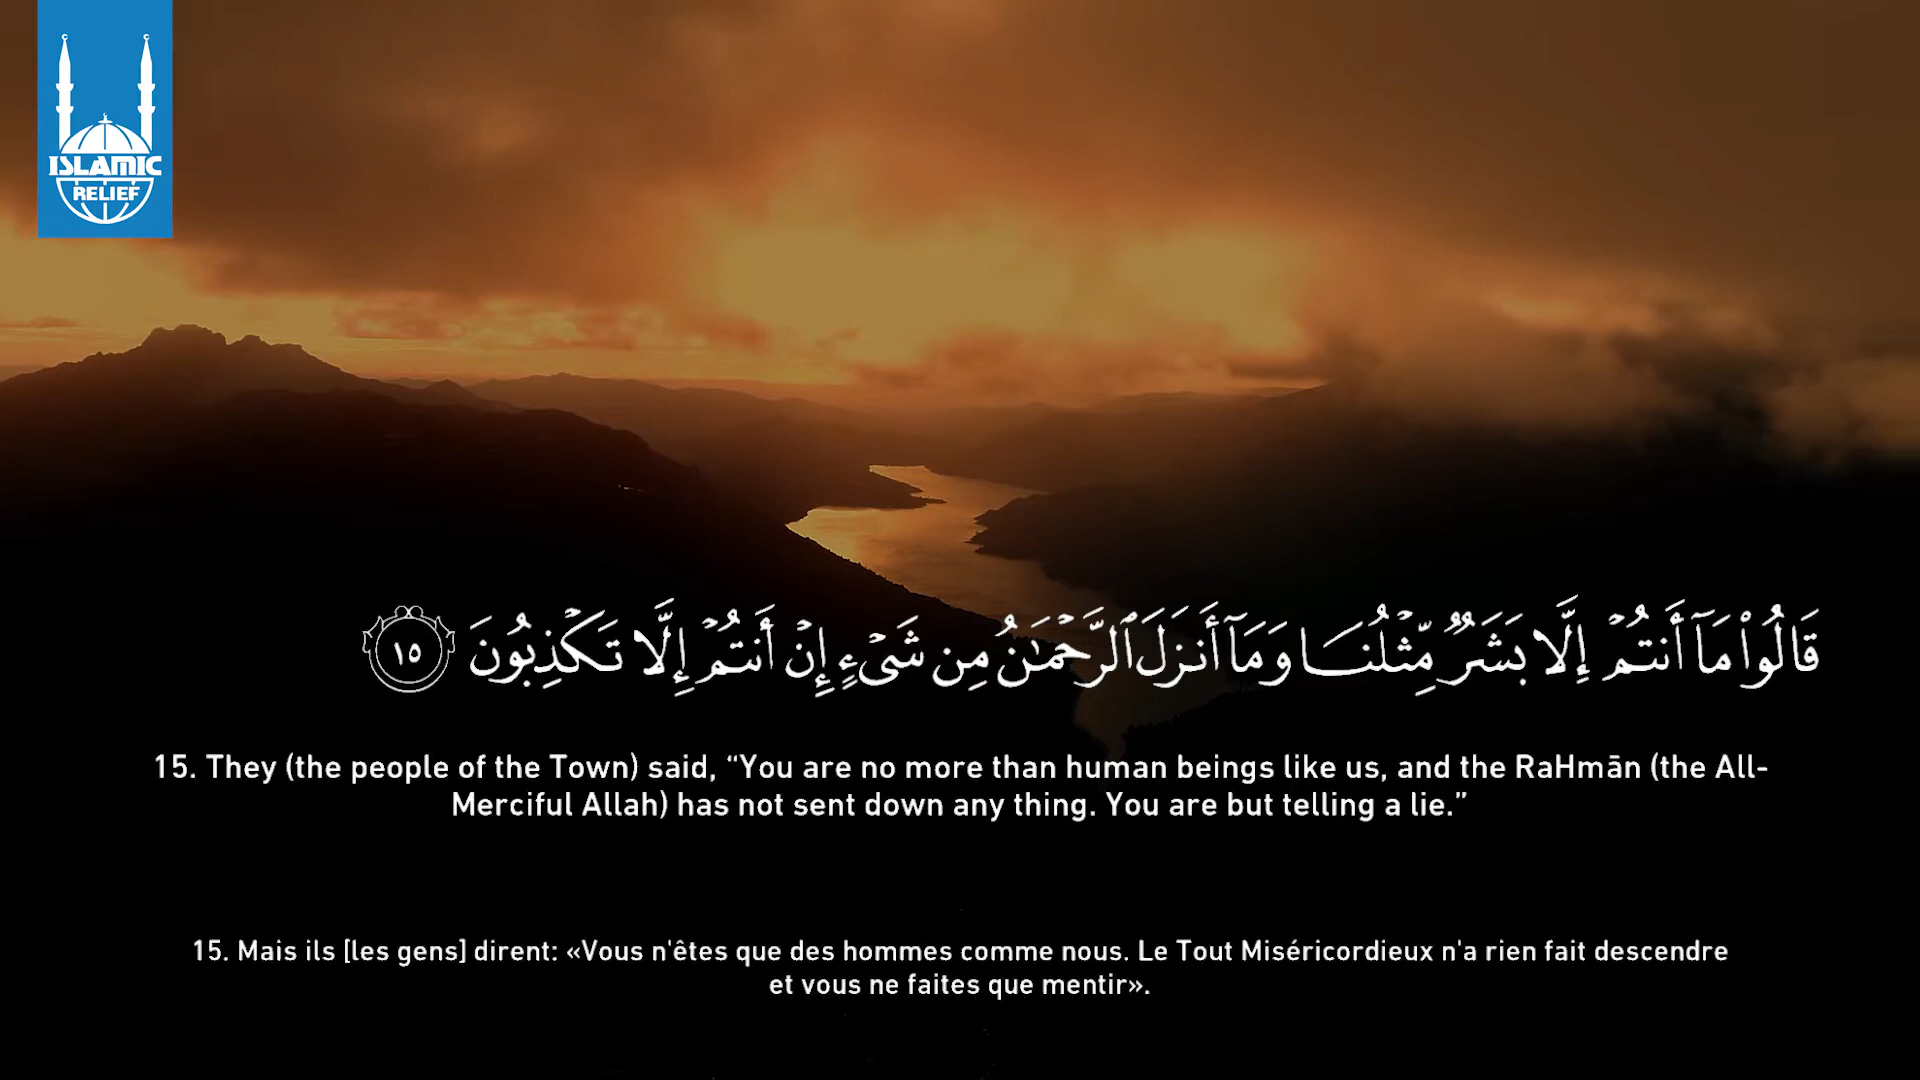 ISLAMIC
RELIEF
قَالُوا۟ مَآ أَنتُمْ إِلَّا بَشَرٌ مِّثْلُنَا وَمَآ أَنزَلَ ٱلرَّحْمَـٰنُ مِن شَىْءٍ إِنْ أَنتُمْ إِلَّا تَكْذِبُونَ ١٥
15. They (the people of the Town) said, “You are no more than human beings like us, and the RaHmān (the All-
Merciful Allah) has not sent down any thing. You are but telling a lie.”
15. Mais ils [les gens] dirent: «Vous n'êtes que des hommes comme nous. Le Tout Miséricordieux n'a rien fait descendre
et vous ne faites que mentir».